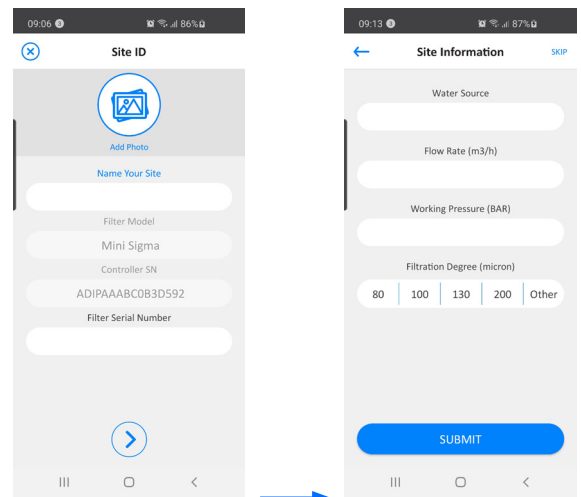 09:06 3 86%
Site ID
Add Photo
Name Your Site
Filter Model
Mini Sigma
Controller SN
ADIPAAABC0B3D592
Filter Serial Number
09:13 3 87%
Site Information SKIP
Water Source
Flow Rate (m3/h)
Working Pressure (BAR)
Filtration Degree (micron)
80 100 130 200 Other
SUBMIT